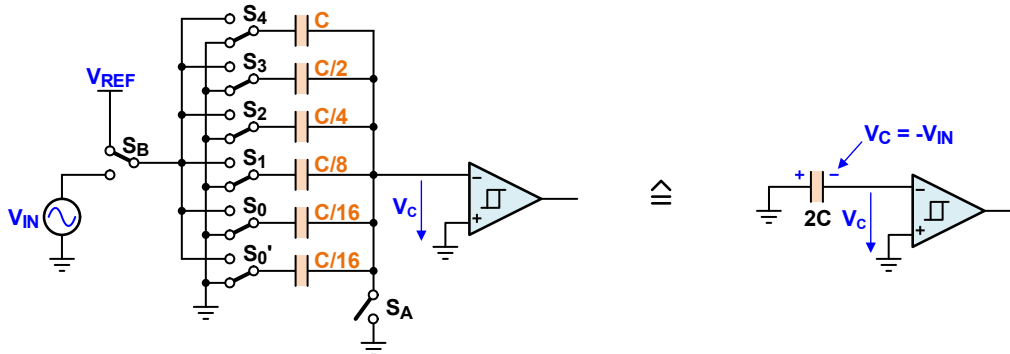 S4
C
S3
C/2
VREF
S2
C/4
SB
S1
C/8
VC = -VIN
+
−
−
+
VC
VIN
S0
C/16
≙
2C
VC
−
+
S0'
C/16
SA